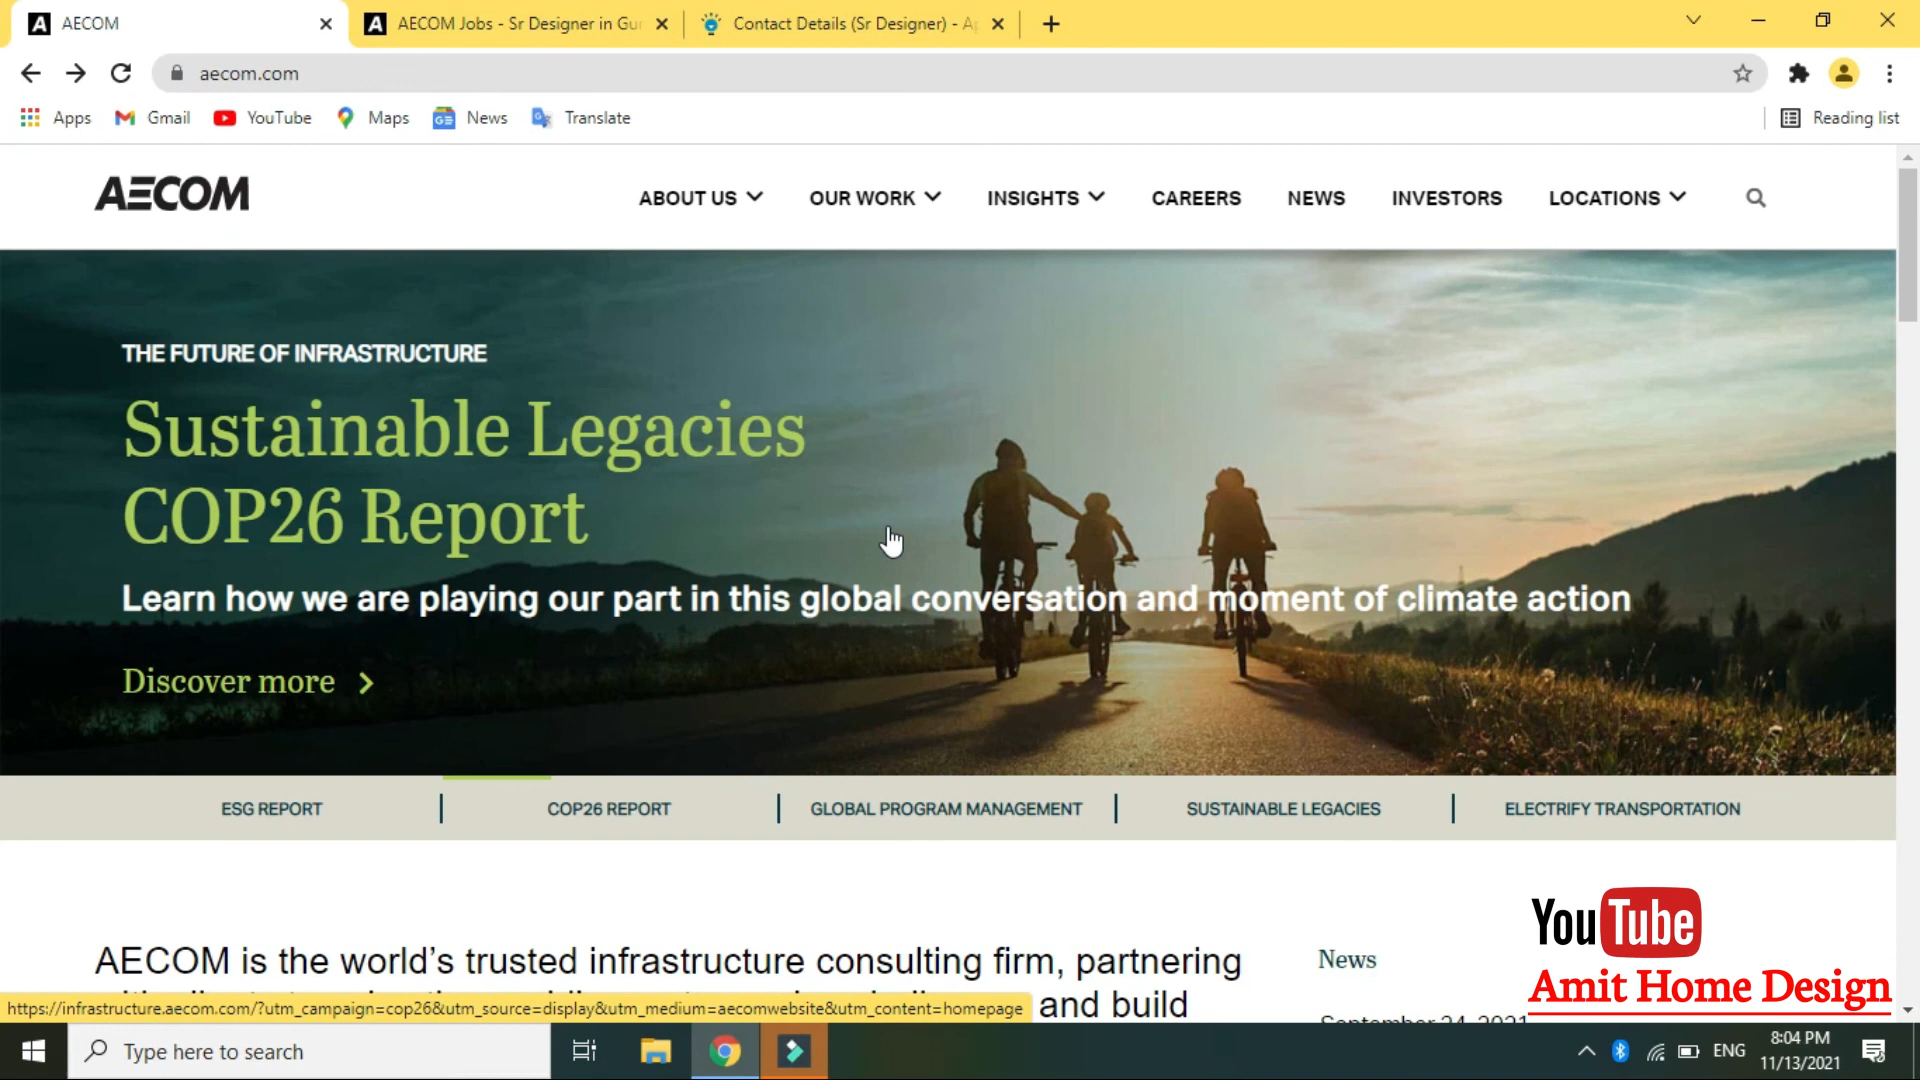 AECOM
AECOM Jobs - Sr Designer in Gur
Contact Details (Sr Designer) - Ap
aecom.com
Apps
Gmail
YouTube
Maps
News
Translate
Reading list
AECOM
ABOUT US
OUR WORK
INSIGHTS
CAREERS
NEWS
INVESTORS
LOCATIONS
THE FUTURE OF INFRASTRUCTURE
Sustainable Legacies
COP26 Report
Learn how we are playing our part in this global conversation and moment of climate action
Discover more
ESG REPORT
COP26 REPORT
GLOBAL PROGRAM MANAGEMENT
SUSTAINABLE LEGACIES
ELECTRIFY TRANSPORTATION
AECOM is the world's trusted infrastructure consulting firm, partnering
and build
News
September 24, 2021
YouTube
Amit Home Design
https://infrastructure.aecom.com/?utm_campaign=cop26&utm_source=display&utm_medium=aecomwebsite&utm_content=homepage
Type here to search
ENG
8:04 PM
11/13/2021